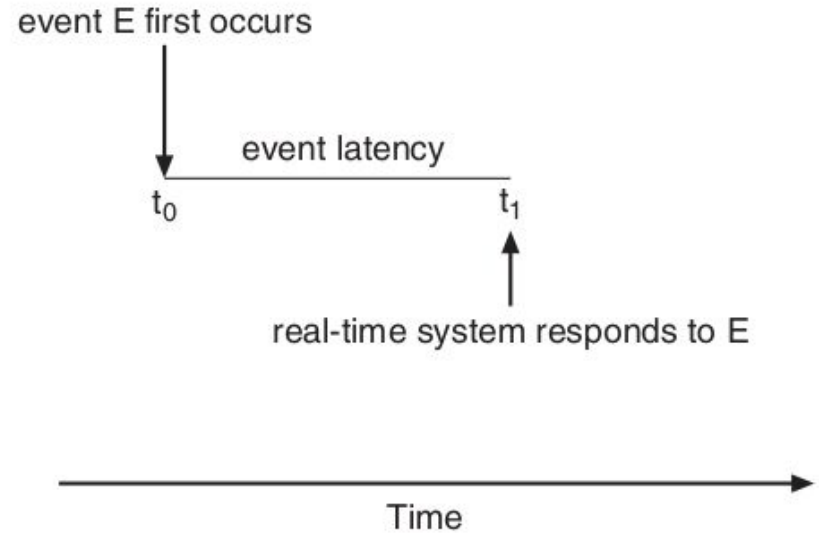 event E first occurs
event latency
t₀
t₁
real-time system responds to E
Time